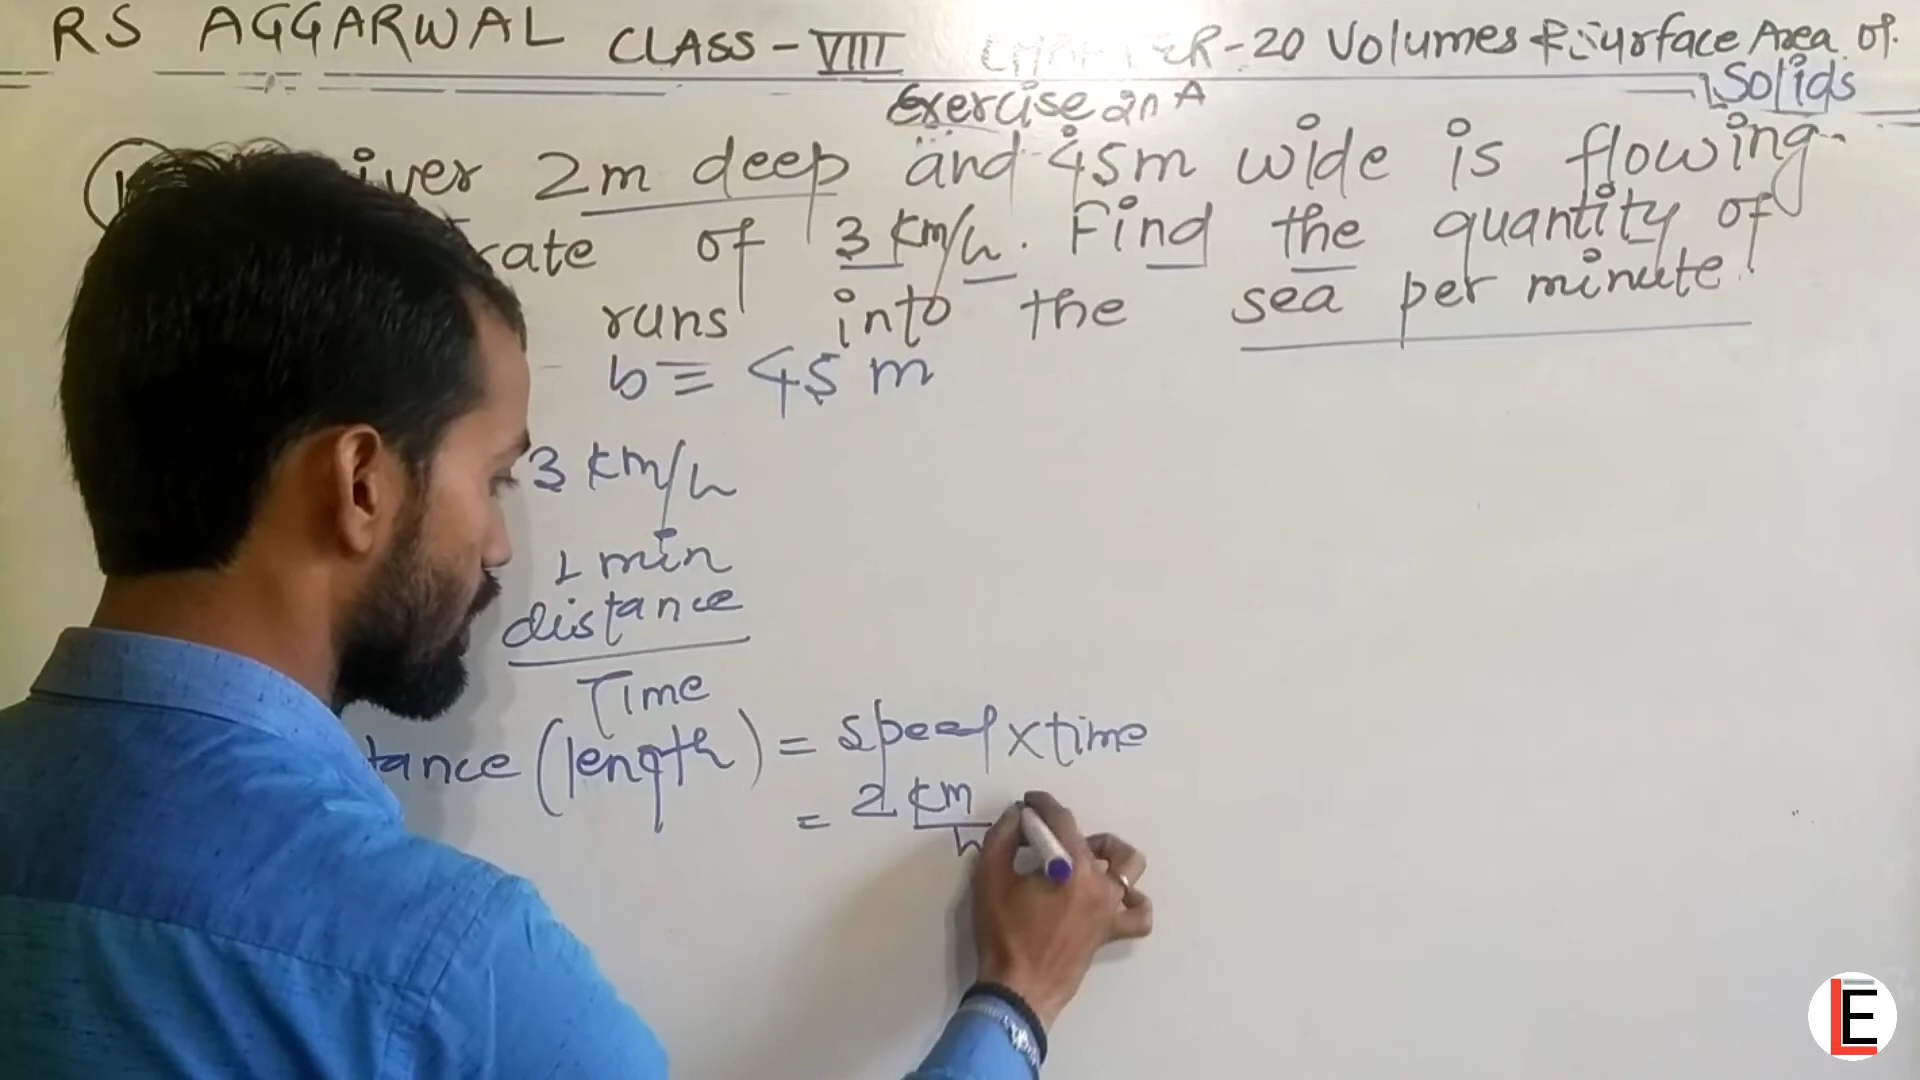 RS AGGARWAL CLASS-VIII R-20 Volumes & Surface Area of
Solids
Exercise 20 A
iver 2m deep and 45m wide is flowing
rate of 3 km/h. Find the quantity of
runs into the sea per minute.
b = 45 m
3 km/h
1 min
distance
Time
tance (length) = speed x time
= 2 km
h
LE